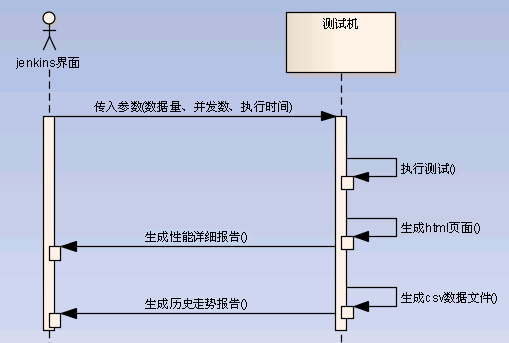 测试机
jenkins界面
传入参数(数据量、并发数、执行时间)
执行测试()
生成html页面()
生成性能详细报告()
生成csv数据文件()
生成历史走势报告()